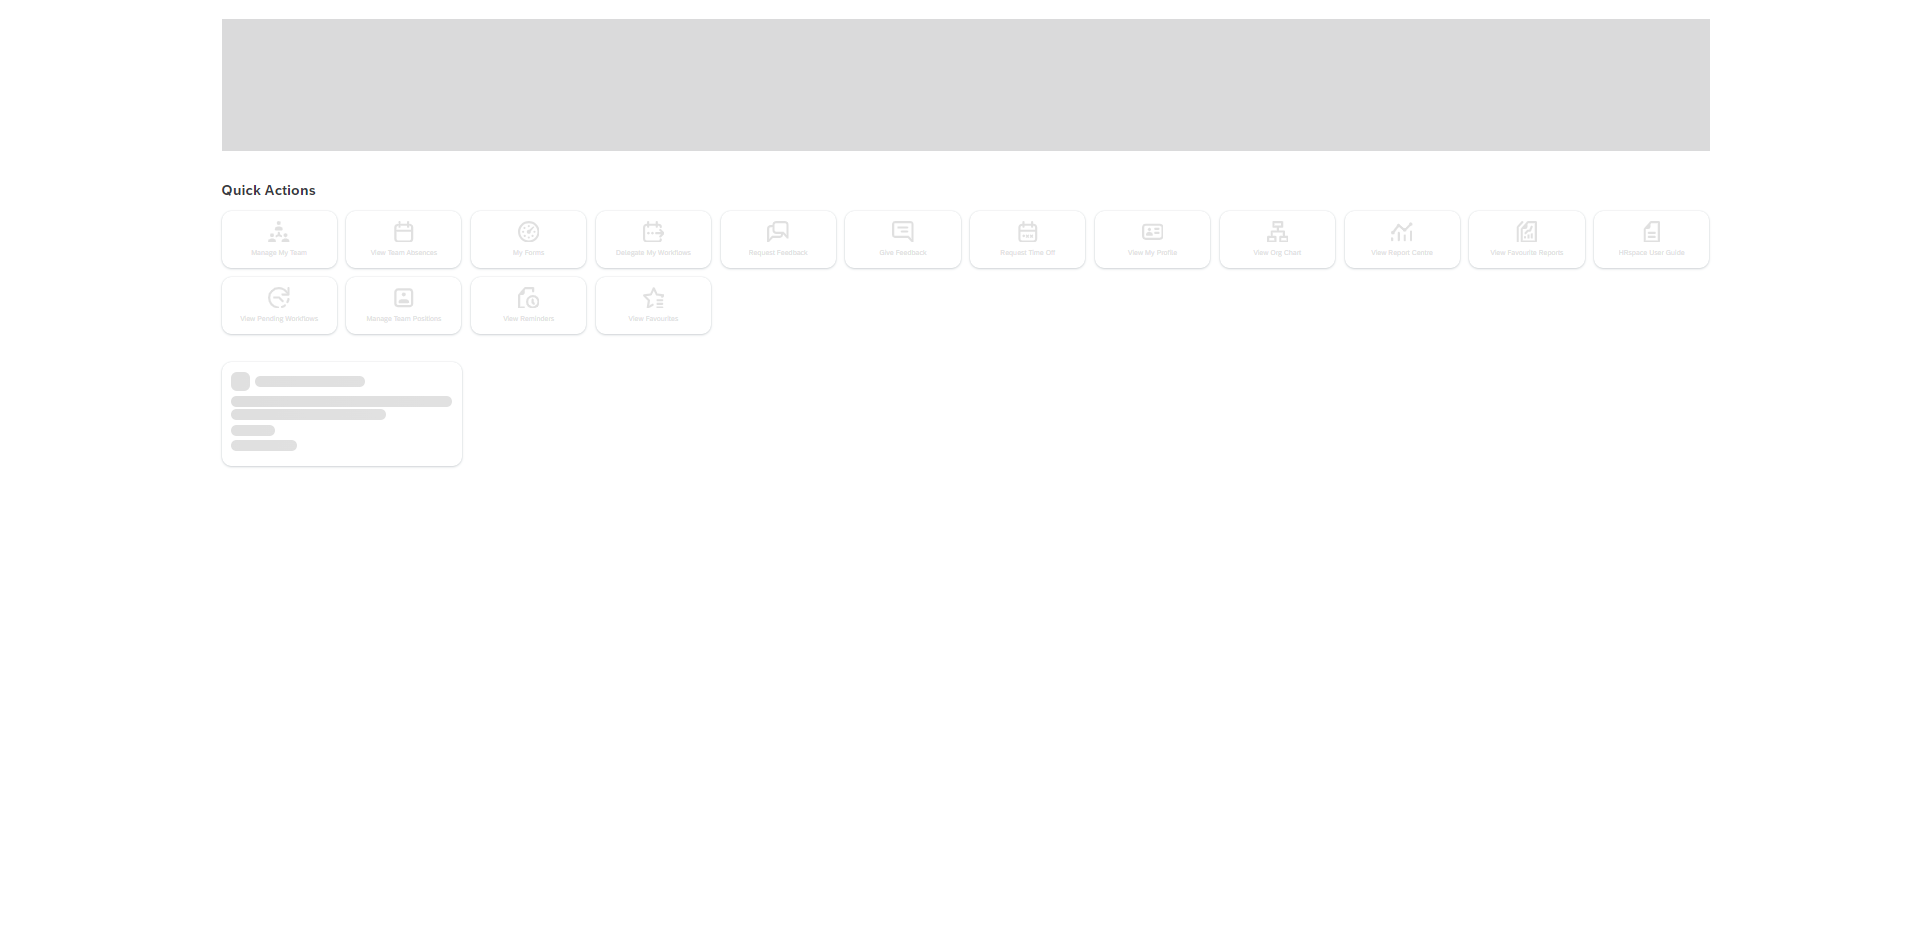 Quick Actions
Manage My Team
View Team Absences
My Forms
Delegate My Workflows
Request Feedback
Give Feedback
Request Time Off
View My Profile
View Org Chart
View Report Centre
View Favourite Reports
HRspace User Guide
View Pending Workflows
Manage Team Positions
View Reminders
View Favourites